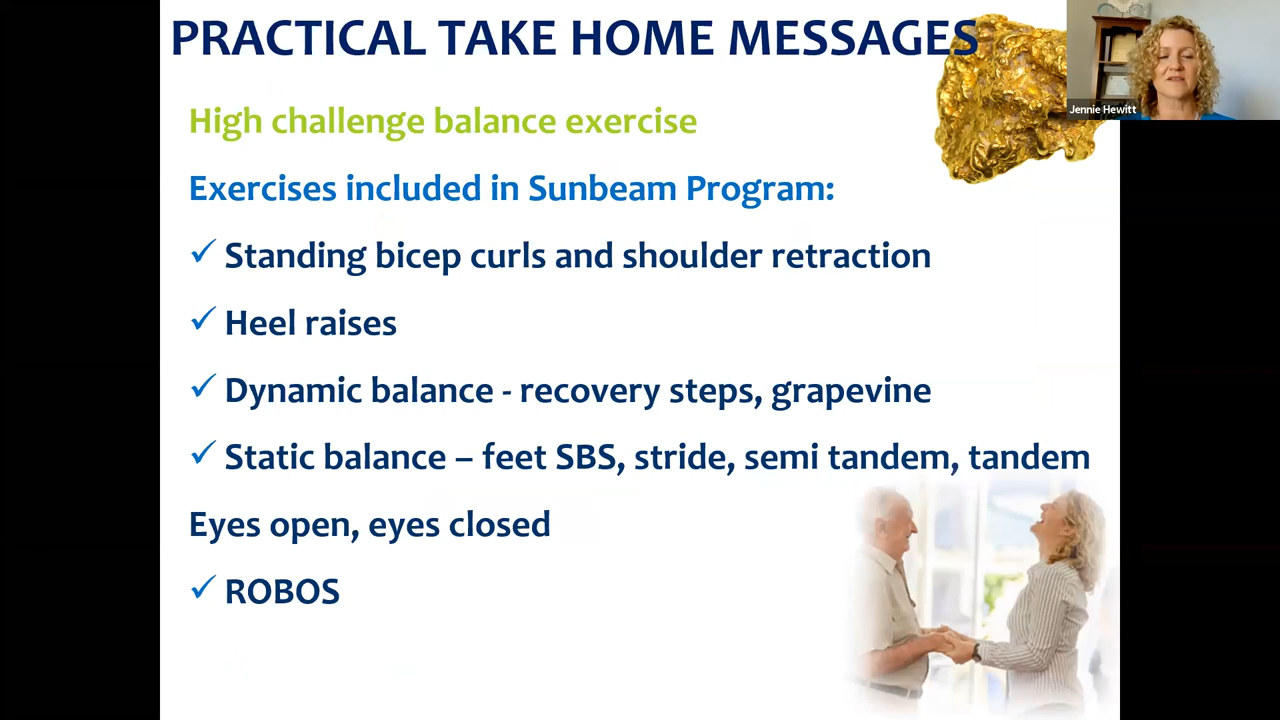 PRACTICAL TAKE HOME MESSAGES
Jennie Hewitt
High challenge balance exercise
Exercises included in Sunbeam Program:
✓ Standing bicep curls and shoulder retraction
✓ Heel raises
✓ Dynamic balance - recovery steps, grapevine
✓ Static balance – feet SBS, stride, semi tandem, tandem
Eyes open, eyes closed
✓ ROBOS